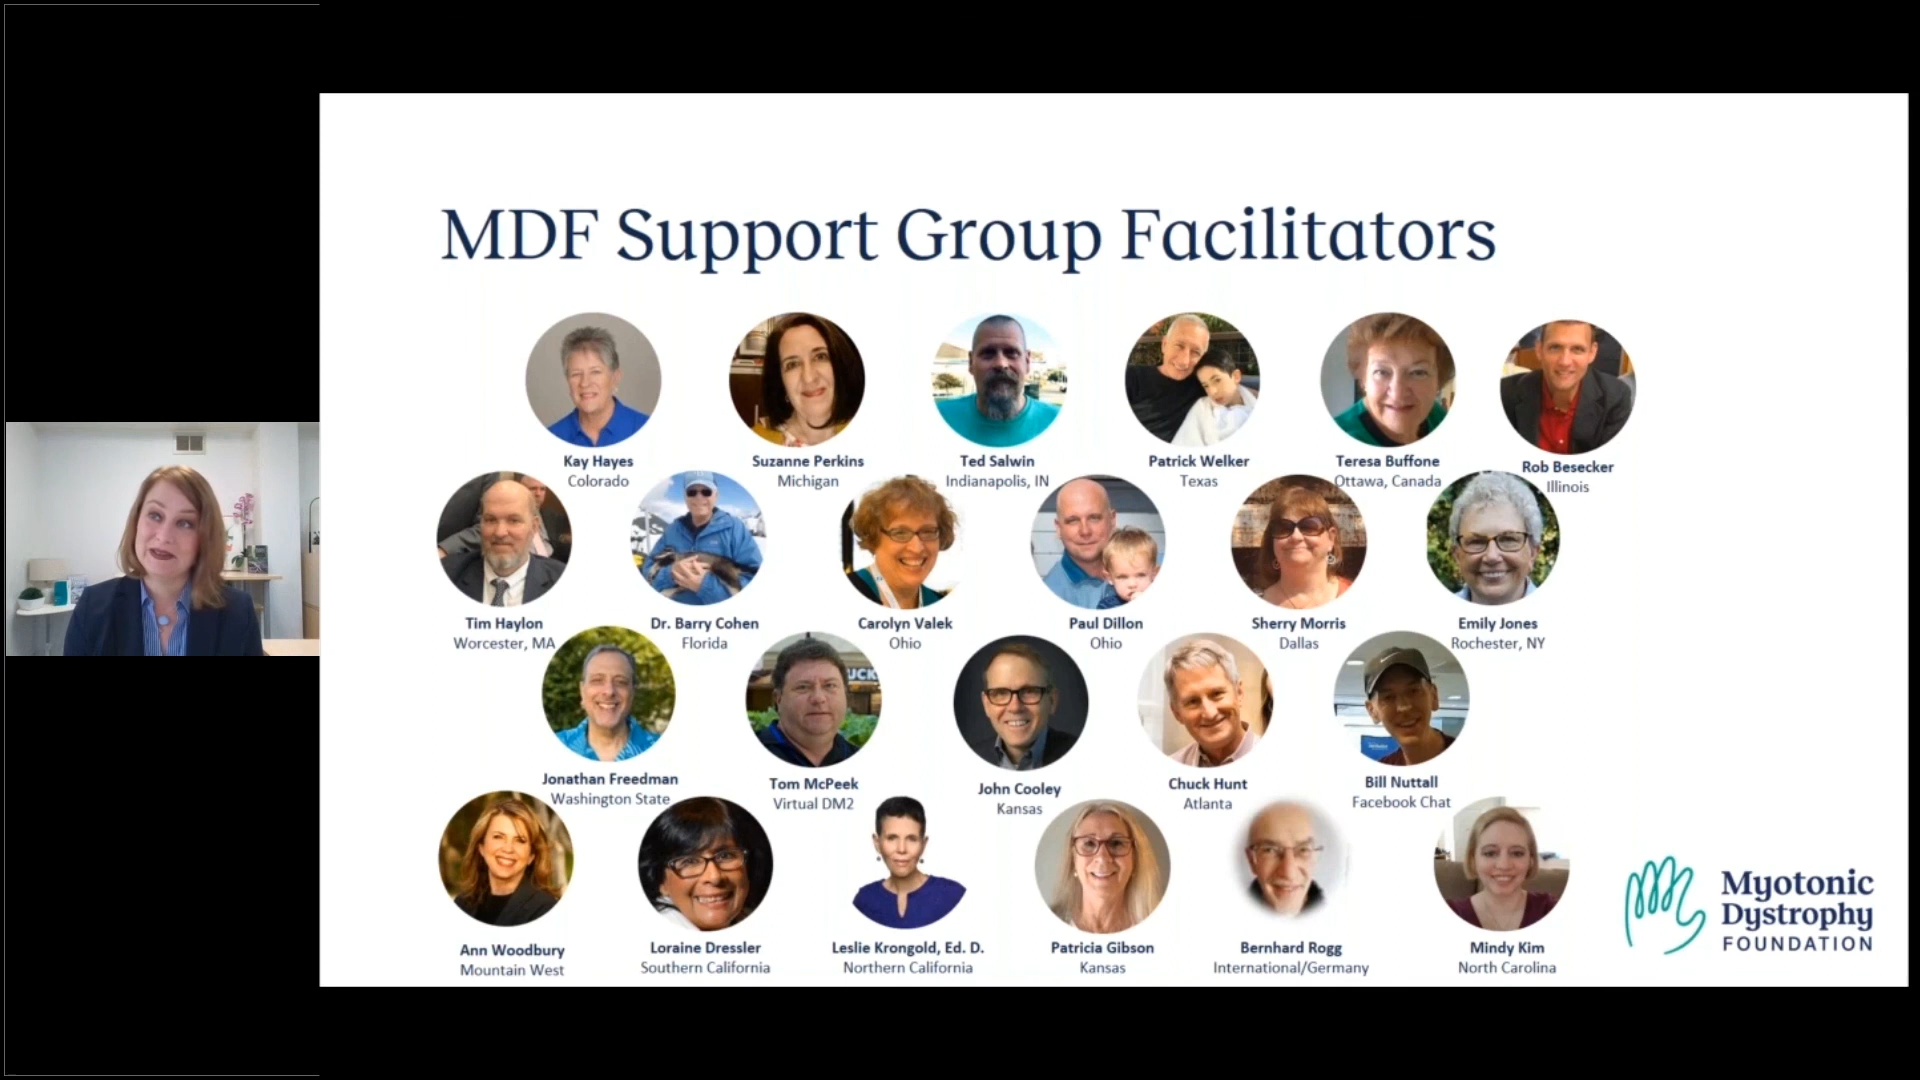 MDF Support Group Facilitators
Kay Hayes
Colorado
Suzanne Perkins
Michigan
Ted Salwin
Indianapolis, IN
Patrick Welker
Texas
Teresa Buffone
Ottawa, Canada
Rob Besecker
Illinois
Tim Haylon
Worcester, MA
Dr. Barry Cohen
Florida
Carolyn Valek
Ohio
Paul Dillon
Ohio
Sherry Morris
Dallas
Emily Jones
Rochester, NY
Jonathan Freedman
Washington State
Tom McPeek
Virtual DM2
John Cooley
Kansas
Chuck Hunt
Atlanta
Bill Nuttall
Facebook Chat
Ann Woodbury
Mountain West
Loraine Dressler
Southern California
Leslie Krongold, Ed. D.
Northern California
Patricia Gibson
Kansas
Bernhard Rogg
International/Germany
Mindy Kim
North Carolina
Myotonic
Dystrophy
FOUNDATION